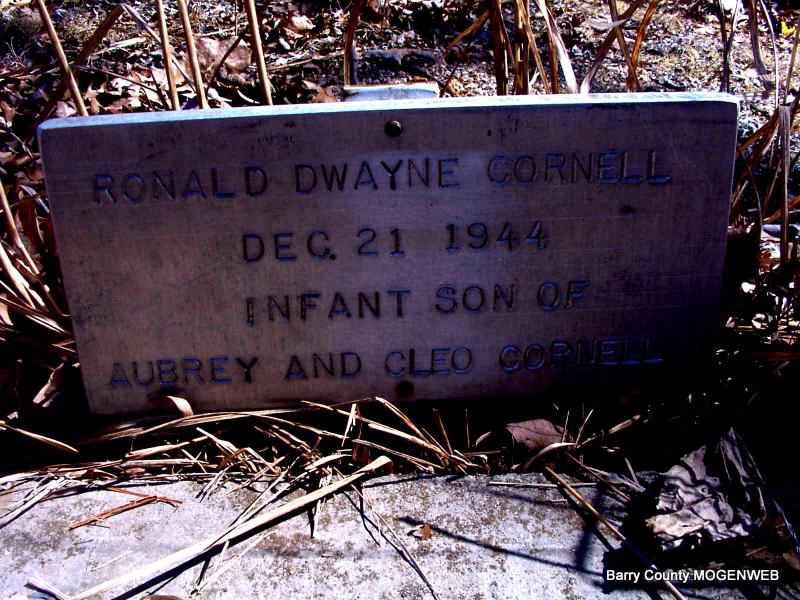 RONALD DWAYNE CORNELL
DEC. 21 1944
INFANT SON OF
AUBREY AND CLEO CORNELL
Barry County MOGENWEB